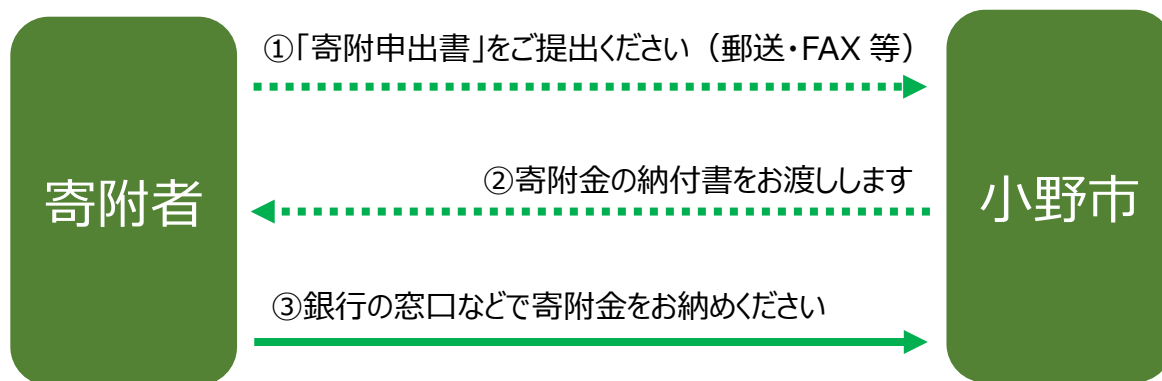 ①「寄附申出書」をご提出ください（郵送・FAX 等）
②寄附金の納付書をお渡しします
寄附者
小野市
③銀行の窓口などで寄附金をお納めください